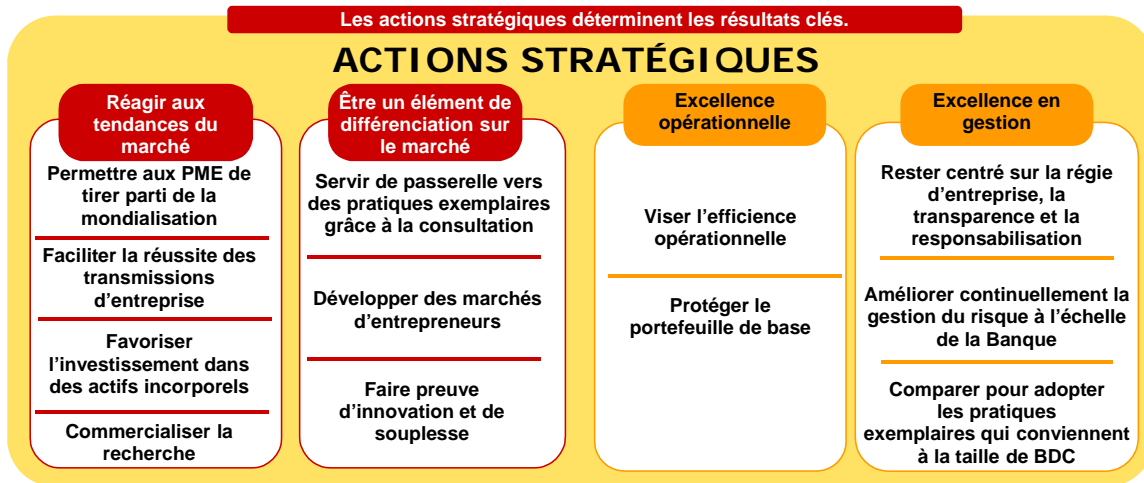 Les actions stratégiques déterminent les résultats clés.
ACTIONS STRATÉGIQUES
Réagir aux
tendances du
marché
Permettre aux PME de
tirer parti de la
mondialisation
Faciliter la réussite des
transmissions
d’entreprise
Favoriser
l’investissement dans
des actifs incorporels
Commercialiser la
recherche
Être un élément de
différenciation sur
le marché
Servir de passerelle vers
des pratiques exemplaires
grâce à la consultation
Développer des marchés
d’entrepreneurs
Faire preuve
d’innovation et de
souplesse
Excellence
opérationnelle
Viser l’efficience
opérationnelle
Protéger le
portefeuille de base
Excellence en
gestion
Rester centré sur la régie
d’entreprise, la
transparence et la
responsabilisation
Améliorer continuellement la
gestion du risque à l’échelle
de la Banque
Comparer pour adopter
les pratiques
exemplaires qui conviennent
à la taille de BDC